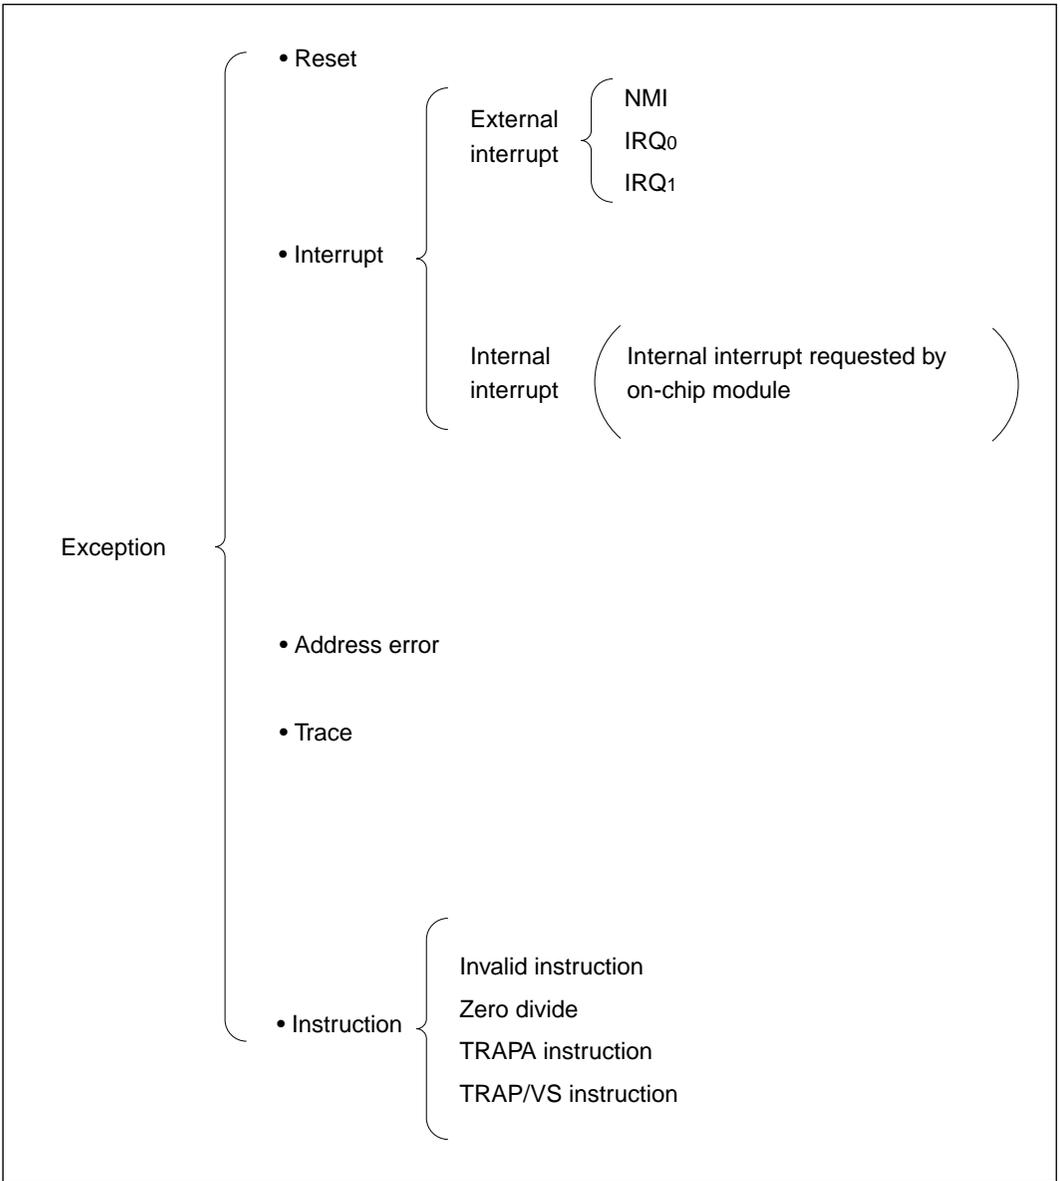 • Reset
External
interrupt
NMI
IRQ0
IRQ1
• Interrupt
Internal
interrupt
Internal interrupt requested by
on-chip module
Exception
• Address error
• Trace
• Instruction
Invalid instruction
Zero divide
TRAPA instruction
TRAP/VS instruction